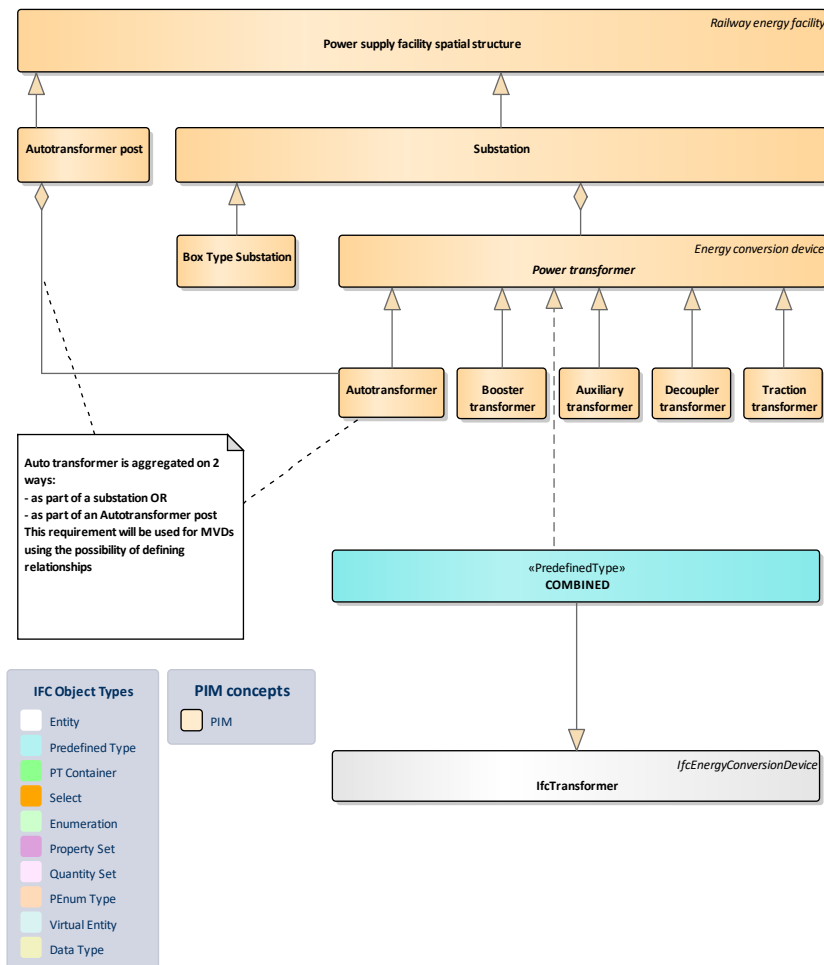 Railway energy facility
Power supply facility spatial structure
Autotransformer post
Substation
Box Type Substation
Energy conversion device
Power transformer
Autotransformer
Booster
transformer
Auxiliary
transformer
Decoupler
transformer
Traction
transformer
Auto transformer is aggregated on 2
ways:
- as part of a substation OR
- as part of an Autotransformer post
This requirement will be used for MVDs
using the possibility of defining
relationships
«PredefinedType»
COMBINED
IfcEnergyConversionDevice
IfcTransformer
IFC Object Types
Entity
Predefined Type
PT Container
Select
Enumeration
Property Set
Quantity Set
PEnum Type
Virtual Entity
Data Type
PIM concepts
PIM